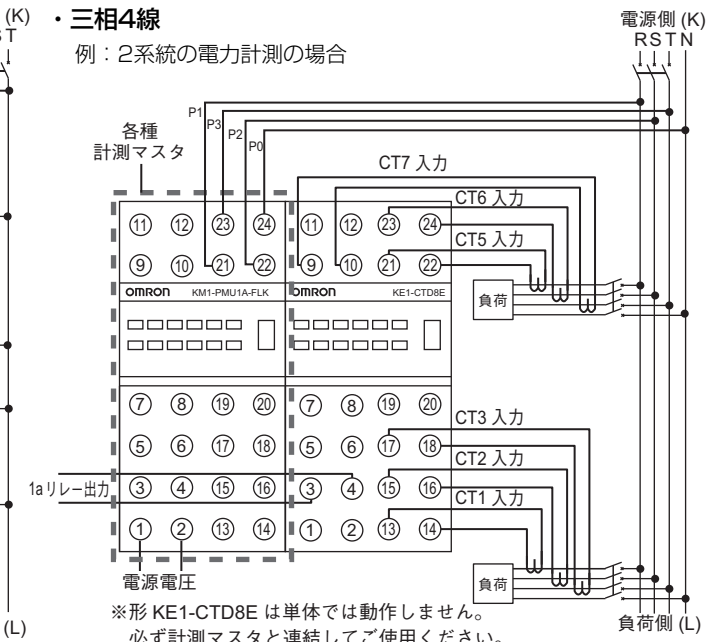 (K)
S T
・三相4線
例：2系統の電力計測の場合
電源側 (K)
R S T N
P1
P3
P2
P0
各種
計測マスタ
CT7 入力
CT6 入力
CT5 入力
⑪ ⑫ ㉓ ㉔ ⑪ ⑫ ㉓ ㉔
⑨ ⑩ ㉑ ㉒ ⑨ ⑩ ㉑ ㉒
OMRON KM1-PMU1A-FLK OMRON KE1-CTD8E
負荷
⑦ ⑧ ⑲ ⑳ ⑦ ⑧ ⑲ ⑳
CT3 入力
⑤ ⑥ ⑰ ⑱ ⑤ ⑥ ⑰ ⑱
CT2 入力
1aリレー出力
③ ④ ⑮ ⑯ ③ ④ ⑮ ⑯
CT1 入力
① ② ⑬ ⑭ ① ② ⑬ ⑭
電源電圧
負荷
※形 KE1-CTD8E は単体では動作しません。
必ず計測マスタと連結してご使用ください。
(L)
負荷側 (L)